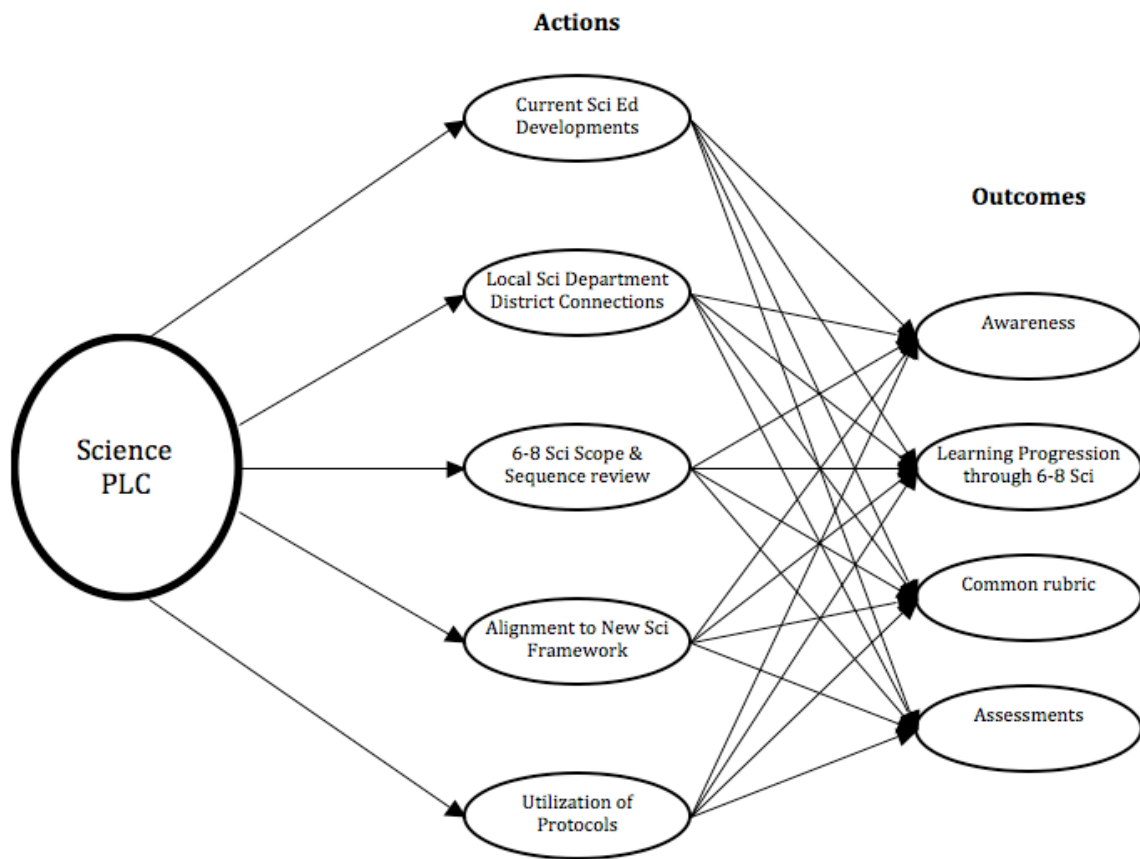 Actions
Current Sci Ed
Developments
Outcomes
Local Sci Department
District Connections
Awareness
Science
PLC
6-8 Sci Scope &
Sequence review
Learning Progression
through 6-8 Sci
Common rubric
Alignment to New Sci
Framework
Assessments
Utilization of
Protocols